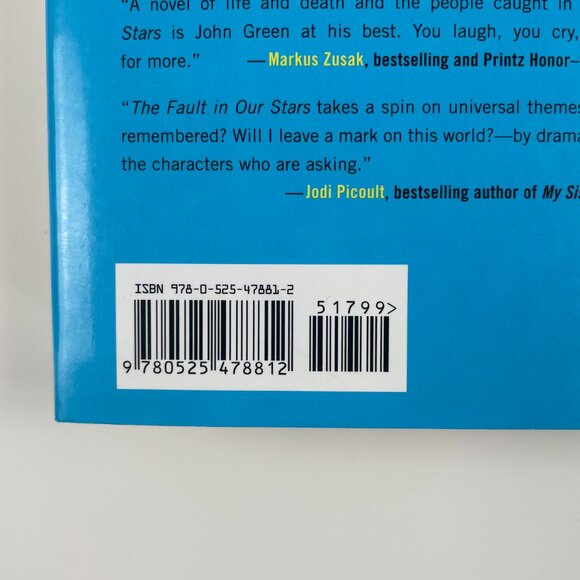 “A novel of life and death and the people caught in
Stars is John Green at his best. You laugh, you cry,
for more.” —Markus Zusak, bestselling and Printz Honor–
“The Fault in Our Stars takes a spin on universal themes
remembered? Will I leave a mark on this world?—by drama
the characters who are asking.”
—Jodi Picoult, bestselling author of My Sis
ISBN 978-0-525-47881-2
51799>
9 780525 478812